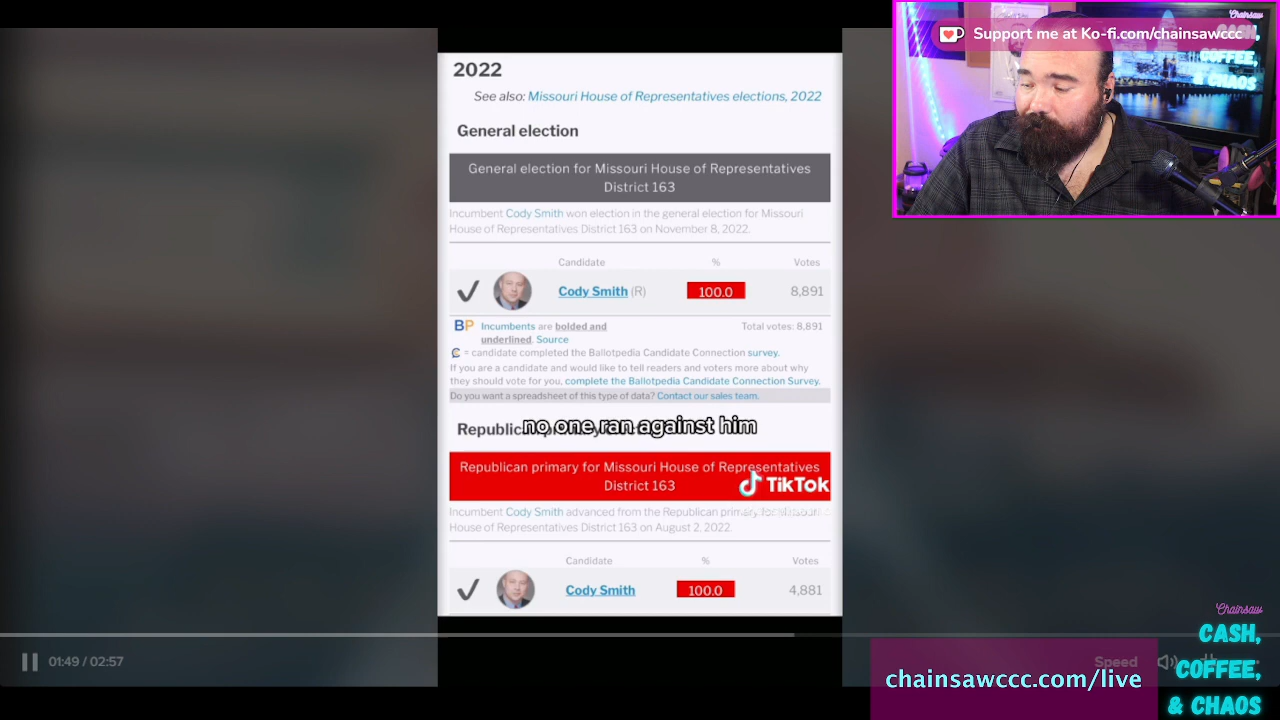 2022
See also: Missouri House of Representatives elections, 2022
General election
General election for Missouri House of Representatives
District 163
Incumbent Cody Smith won election in the general election for Missouri
House of Representatives District 163 on November 8, 2022.
Candidate % Votes
Cody Smith (R) 100.0 8,891
BP Incumbents are bolded and
underlined. Source
Total votes: 8,891
= candidate completed the Ballotpedia Candidate Connection survey.
If you are a candidate and would like to tell readers and voters more about why
they should vote for you, complete the Ballotpedia Candidate Connection Survey.
Do you want a spreadsheet of this type of data? Contact our sales team.
no one ran against him
Republican primary for Missouri House of Representatives
District 163
TikTok
Incumbent Cody Smith advanced from the Republican
House of Representatives District 163 on August 2, 2022.
Candidate % Votes
Cody Smith 100.0 4,881
01:49 / 02:57
Speed
Support me at Ko-fi.com/chainsawccc
Chainsaw
CASH,
COFFEE,
& CHAOS
chainsawccc.com/live
Chainsaw
CASH,
COFFEE,
& CHAOS